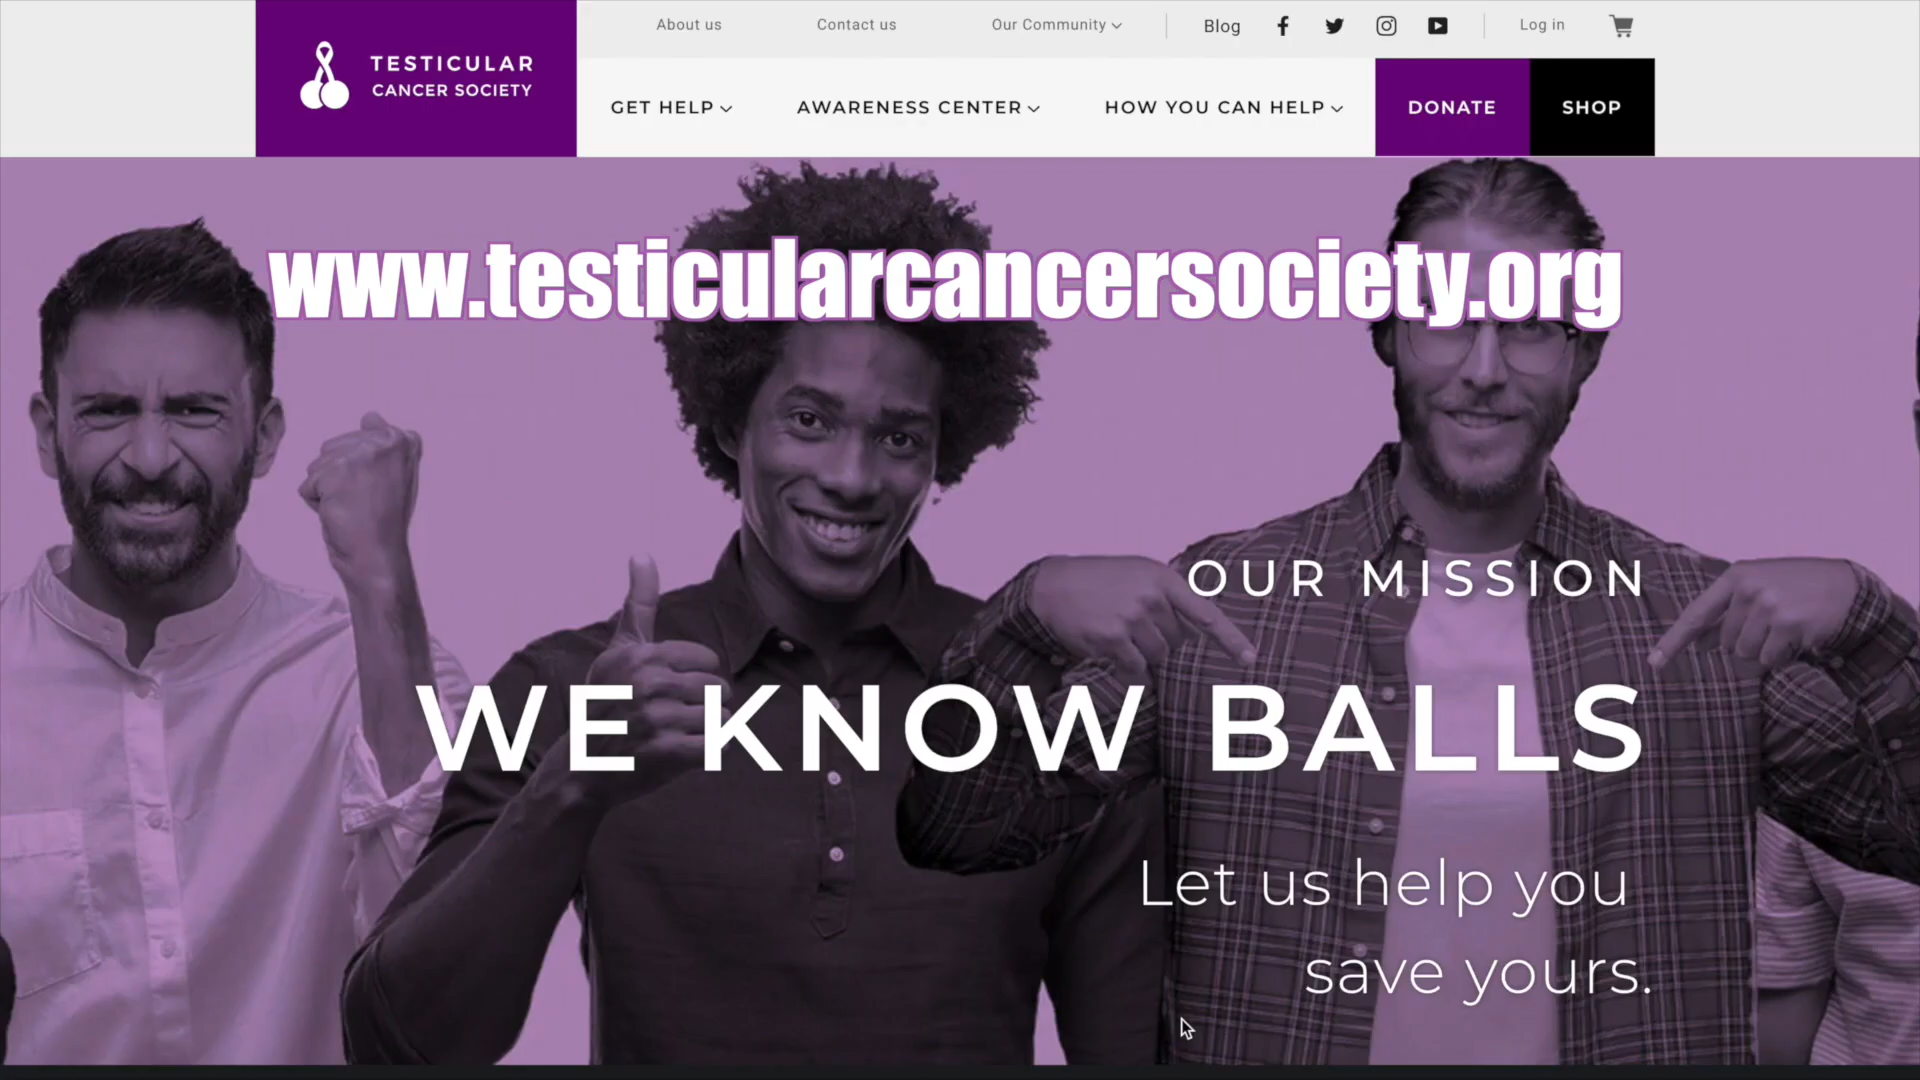 About us Contact us Our Community Blog Log in
TESTICULAR
CANCER SOCIETY
GET HELP AWARENESS CENTER HOW YOU CAN HELP DONATE SHOP
www.testicularcancersociety.org
OUR MISSION
WE KNOW BALLS
Let us help you
save yours.